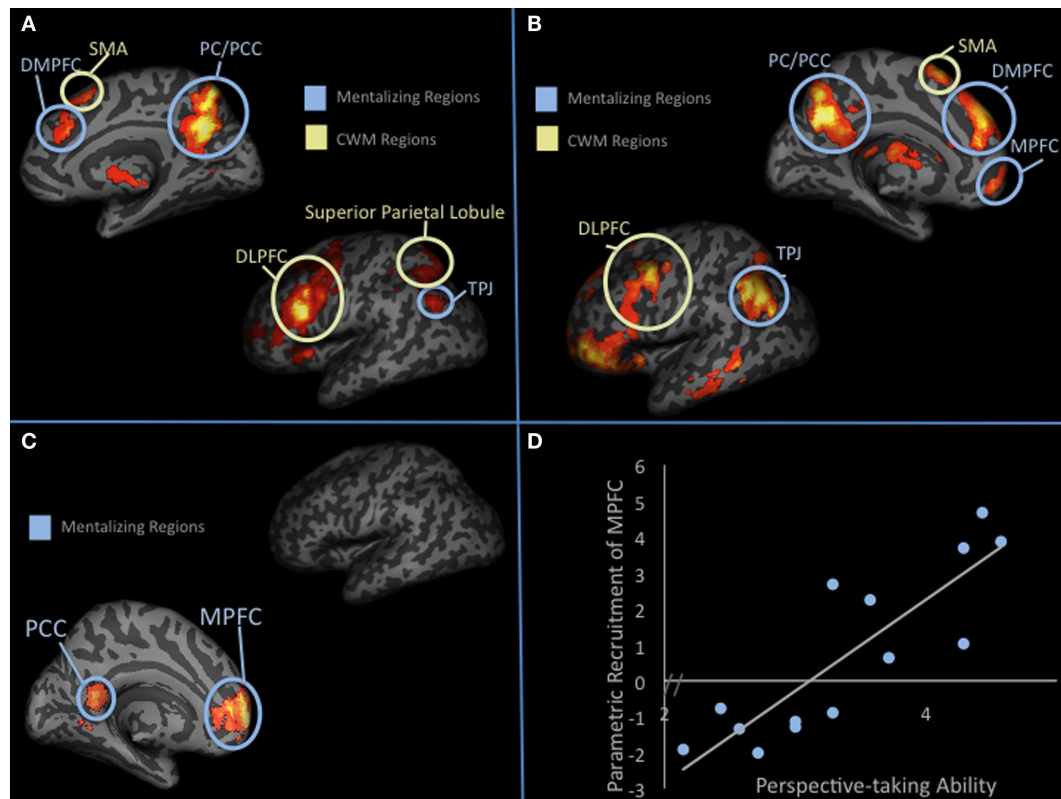 A
SMA
DMPFC
PC/PCC
Mentalizing Regions
CWM Regions
Superior Parietal Lobule
DLPFC
TPJ
B
SMA
PC/PCC
DMPFC
Mentalizing Regions
CWM Regions
MPFC
DLPFC
TPJ
C
Mentalizing Regions
PCC
MPFC
D
Parametric Recruitment of MPFC
6
5
4
3
2
1
0
-1
-2
-3
2
4
Perspective-taking Ability